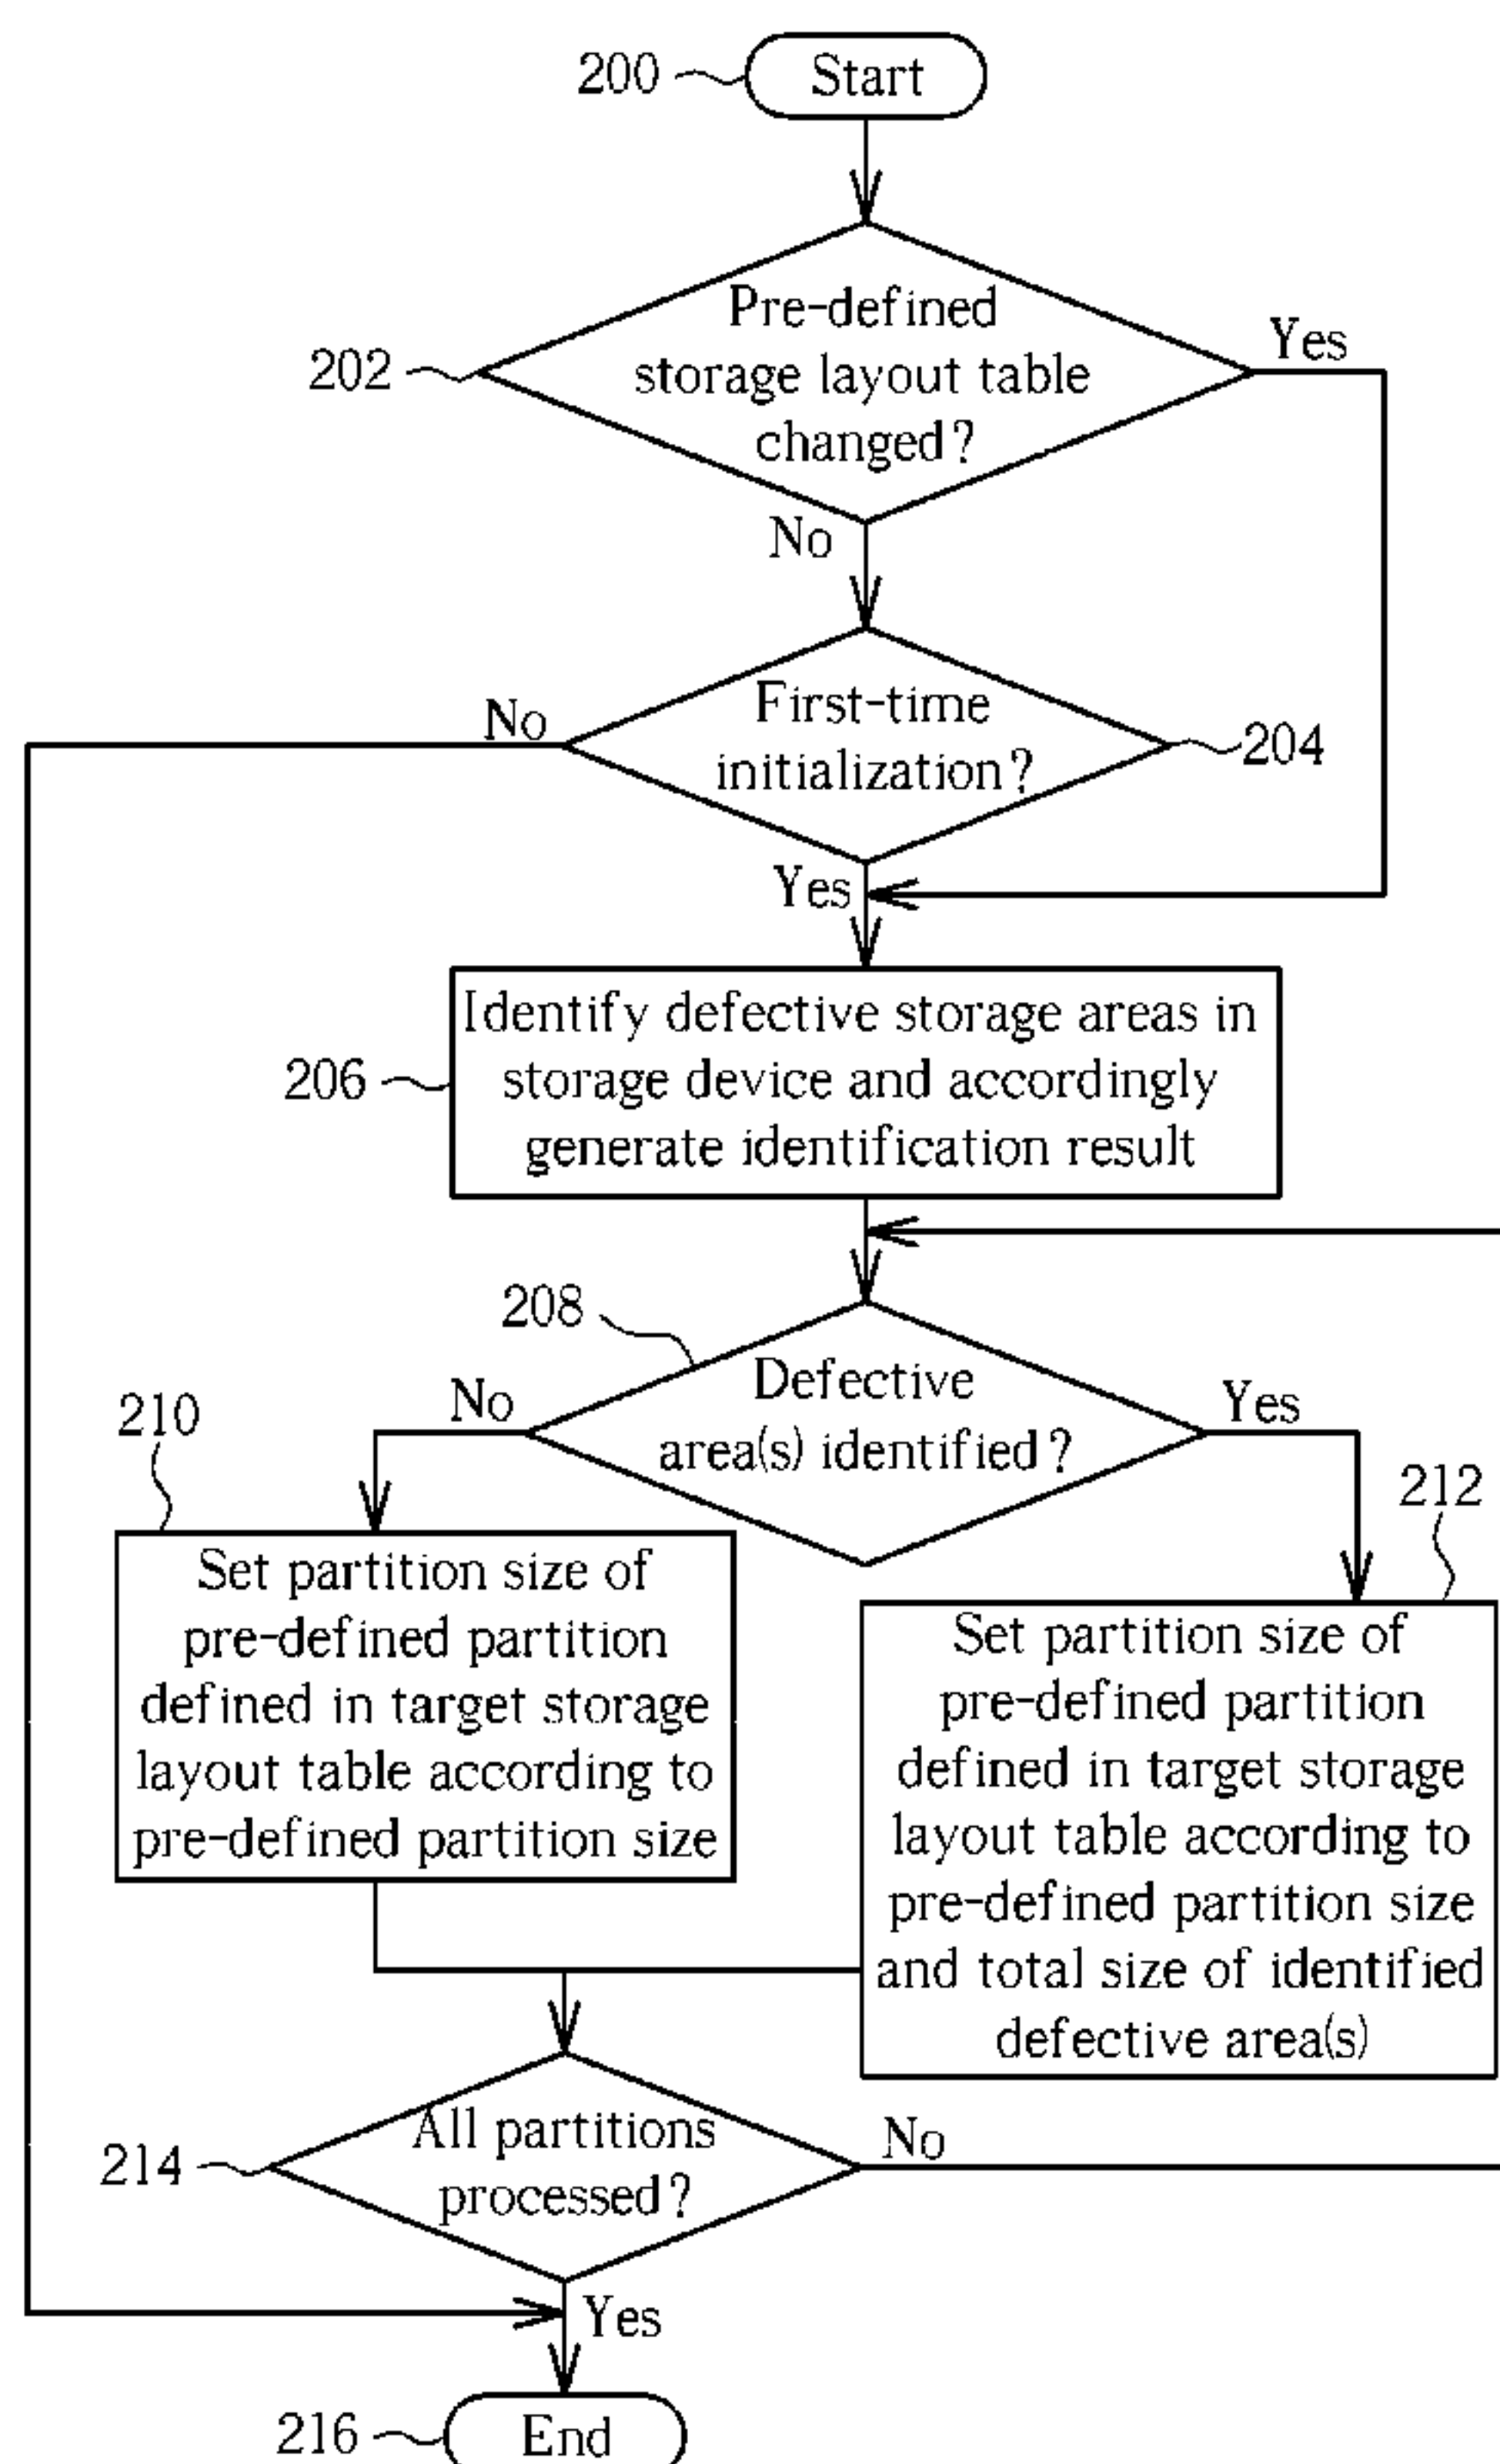 200
Start
202
Pre-defined
storage layout table
changed?
Yes
No
First-time
initialization?
204
No
Yes
206
Identify defective storage areas in
storage device and accordingly
generate identification result
208
Defective
area(s) identified?
No
Yes
210
Set partition size of
pre-defined partition
defined in target storage
layout table according to
pre-defined partition size
212
Set partition size of
pre-defined partition
defined in target storage
layout table according to
pre-defined partition size
and total size of identified
defective area(s)
214
All partitions
processed?
No
Yes
216
End